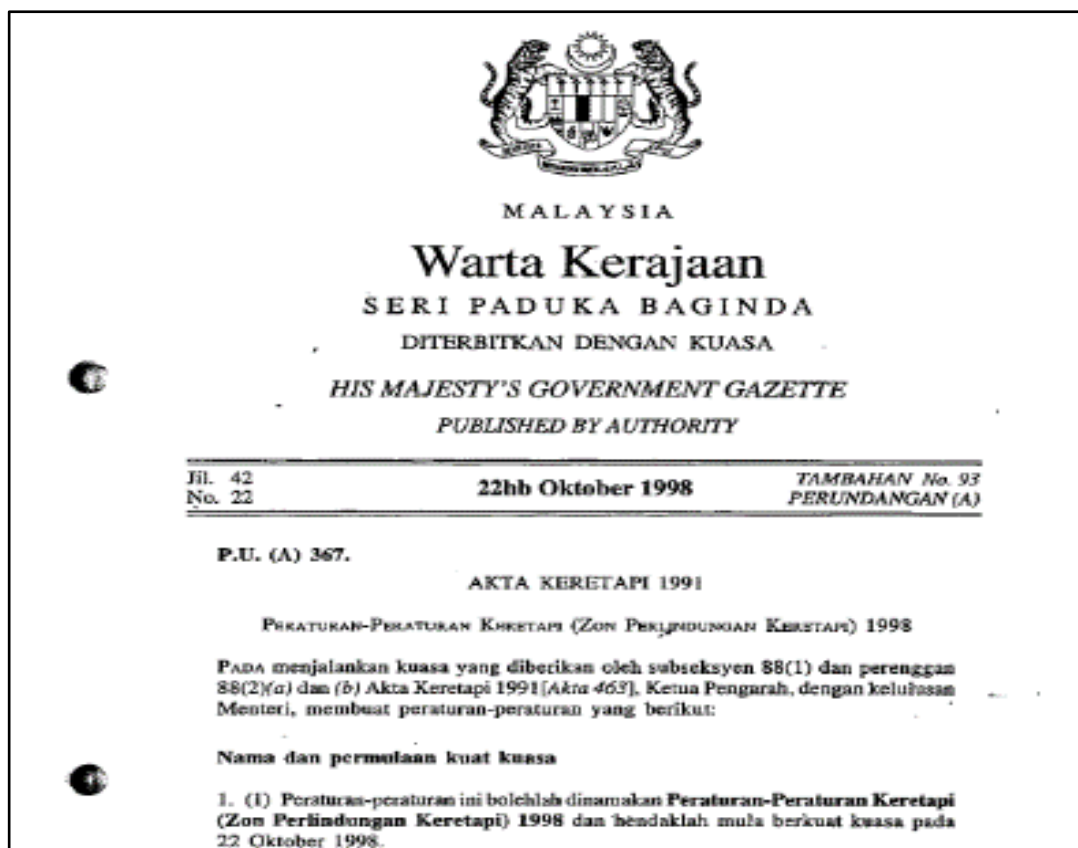 MALAYSIA
Warta Kerajaan
SERI PADUKA BAGINDA
DITERBITKAN DENGAN KUASA
HIS MAJESTY'S GOVERNMENT GAZETTE
PUBLISHED BY AUTHORITY
Jil. 42
No. 22
22hb Oktober 1998
TAMBAHAN No. 93
PERUNDANGAN (A)
P.U. (A) 367.
AKTA KERETAPI 1991
PERATURAN-PERATURAN KERETAPI (ZON PERLINDUNGAN KERETAPI) 1998
PADA menjalankan kuasa yang diberikan oleh subseksyen 88(1) dan perenggan
88(2)(a) dan (b) Akta Keretapi 1991 [Akta 463], Ketua Pengarah, dengan kelulusan
Menteri, membuat peraturan-peraturan yang berikut:
Nama dan permulaan kuat kuasa
1. (1) Peraturan-peraturan ini bolehlah dinamakan Peraturan-Peraturan Keretapi
(Zon Perlindungan Keretapi) 1998 dan hendaklah mula berkuat kuasa pada
22 Oktober 1998.